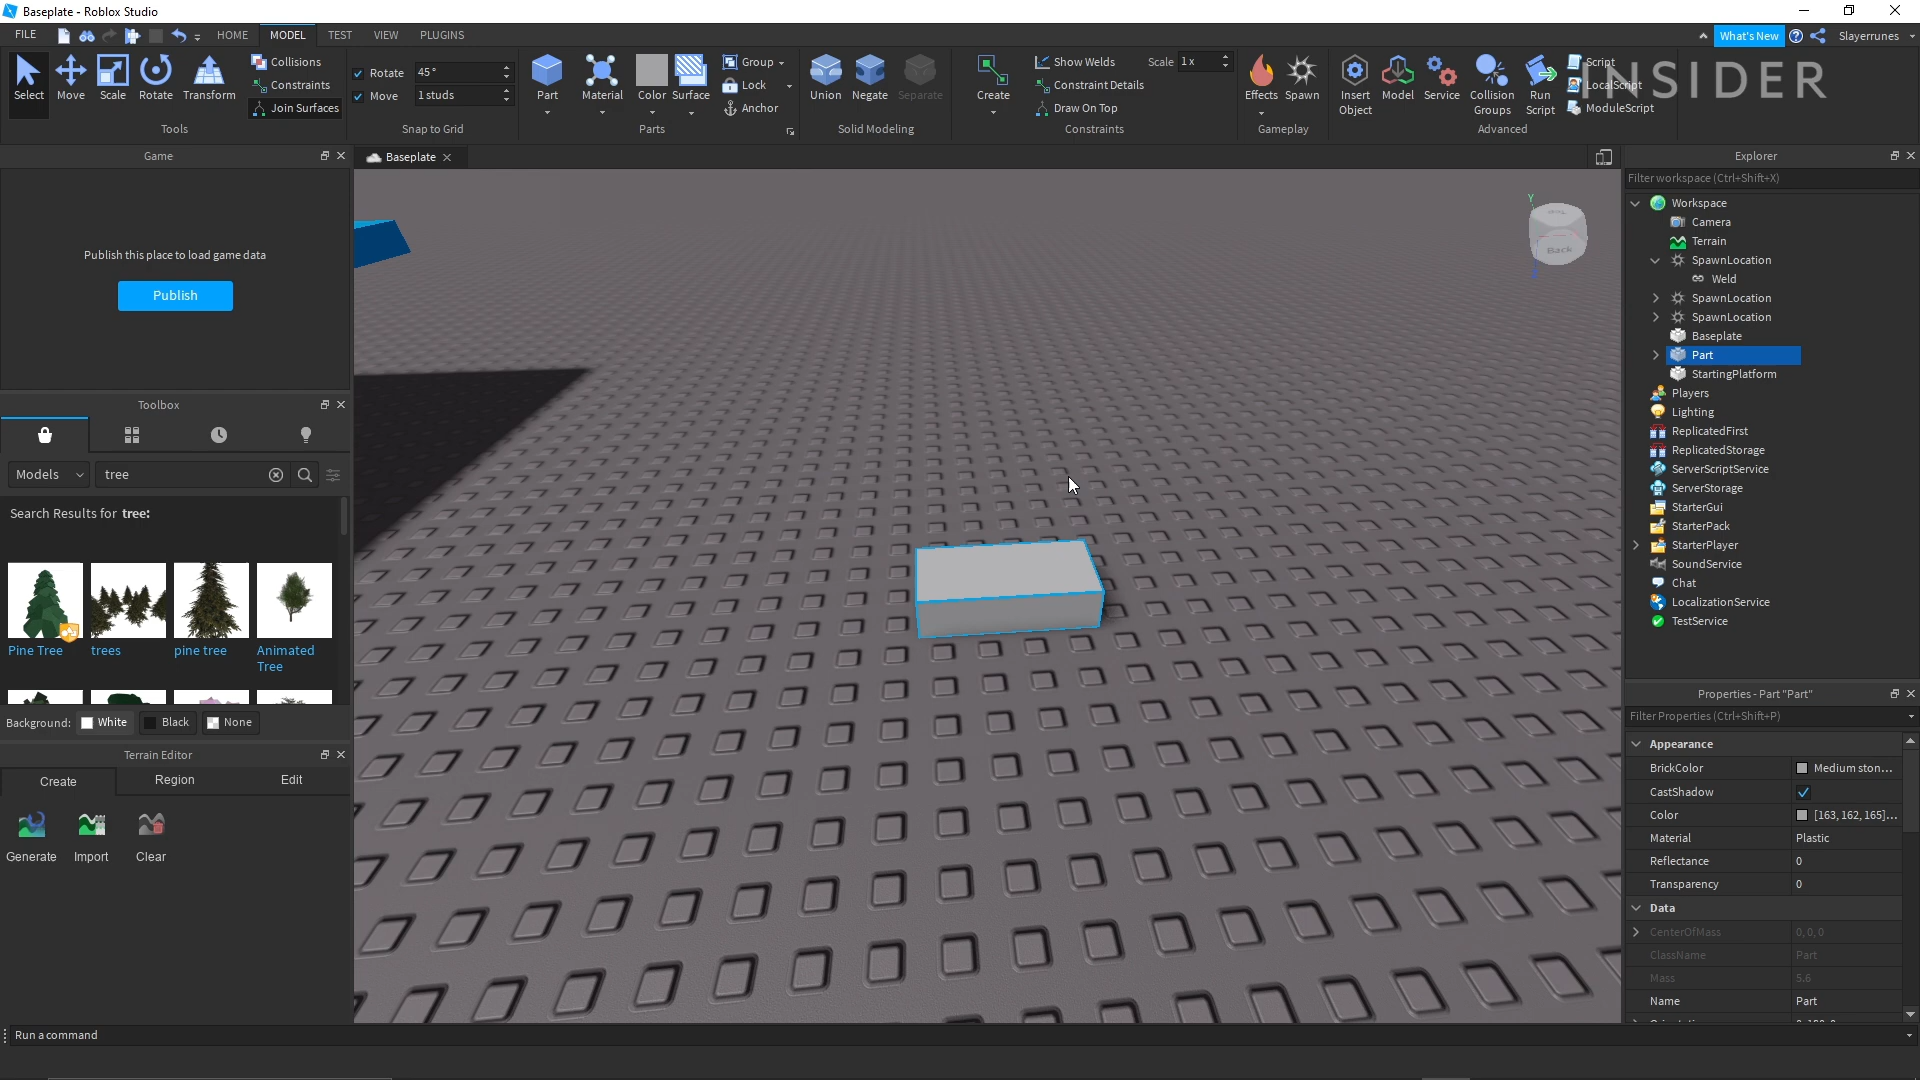 Baseplate - Roblox Studio
FILE
HOME
MODEL
TEST
VIEW
PLUGINS
What's New
Slayerrunes
Select
Move
Scale
Rotate
Transform
Collisions
Constraints
Join Surfaces
Tools
Rotate
45 °
Move
1 studs
Snap to Grid
Part
Material
Color
Surface
Group
Lock
Anchor
Parts
Union
Negate
Separate
Solid Modeling
Create
Show Welds
Scale
1 x
Constraint Details
Draw On Top
Constraints
Effects
Spawn
Gameplay
Insert
Object
Model
Service
Collision
Groups
Run
Script
Script
LocalScript
ModuleScript
Advanced
INSIDER
Game
Publish this place to load game data
Publish
Toolbox
Models
tree
Search Results for tree:
Pine Tree
trees
pine tree
Animated
Tree
Background:
White
Black
None
Terrain Editor
Create
Region
Edit
Generate
Import
Clear
Baseplate
Y
Back
Explorer
Filter workspace (Ctrl+Shift+X)
Workspace
Camera
Terrain
SpawnLocation
Weld
SpawnLocation
SpawnLocation
Baseplate
Part
StartingPlatform
Players
Lighting
ReplicatedFirst
ReplicatedStorage
ServerScriptService
ServerStorage
StarterGui
StarterPack
StarterPlayer
SoundService
Chat
LocalizationService
TestService
Properties - Part "Part"
Filter Properties (Ctrl+Shift+P)
Appearance
BrickColor
Medium ston...
CastShadow
Color
[163, 162, 165]...
Material
Plastic
Reflectance
0
Transparency
0
Data
CenterOfMass
0, 0, 0
ClassName
Part
Mass
5.6
Name
Part
Run a command